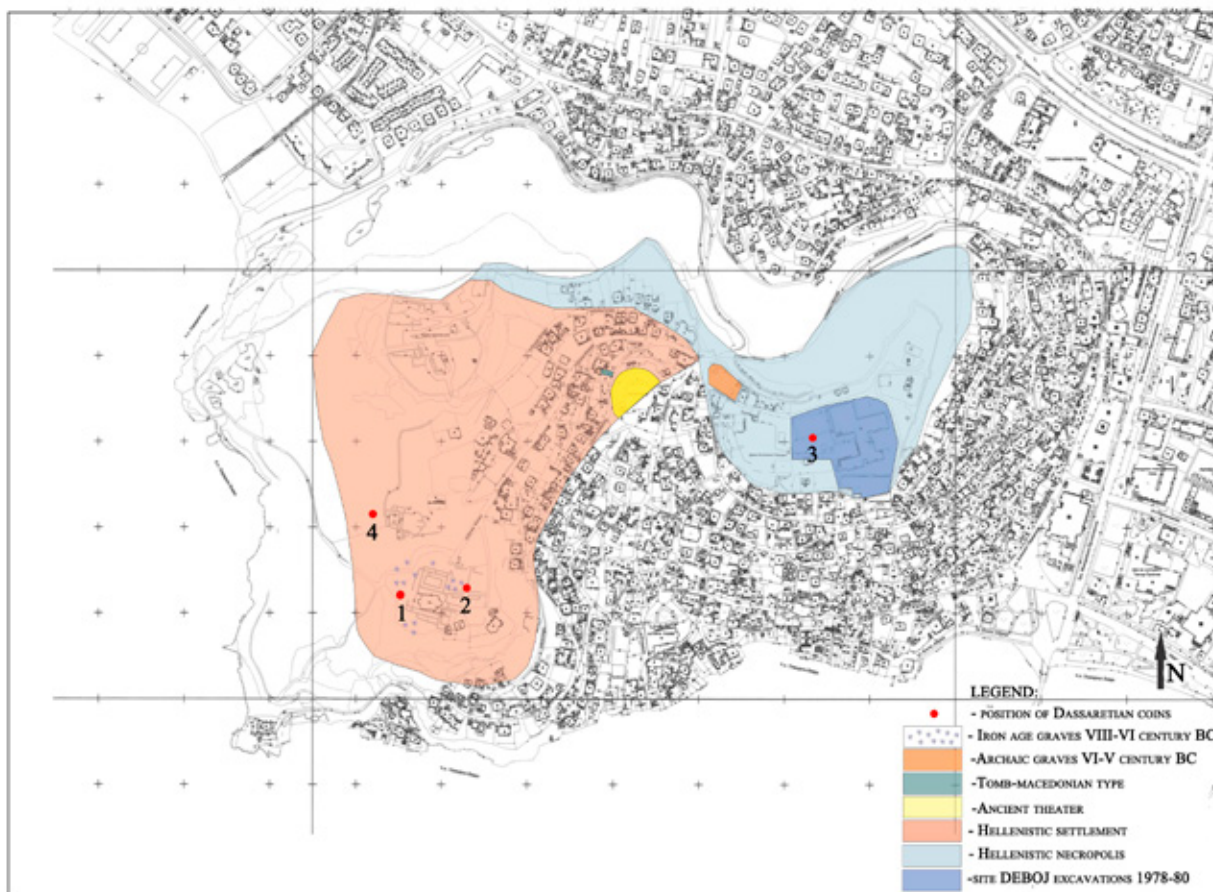 3
4
1
2
N
LEGEND:
- POSITION OF DASSARETIAN COINS
- IRON AGE GRAVES VIII-VI CENTURY BC
-ARCHAIC GRAVES VI-V CENTURY BC
-TOMB-MACEDONIAN TYPE
-ANCIENT THEATER
- HELLENISTIC SETTLEMENT
- HELLENISTIC NECROPOLIS
-SITE DEBOJ EXCAVATIONS 1978-80